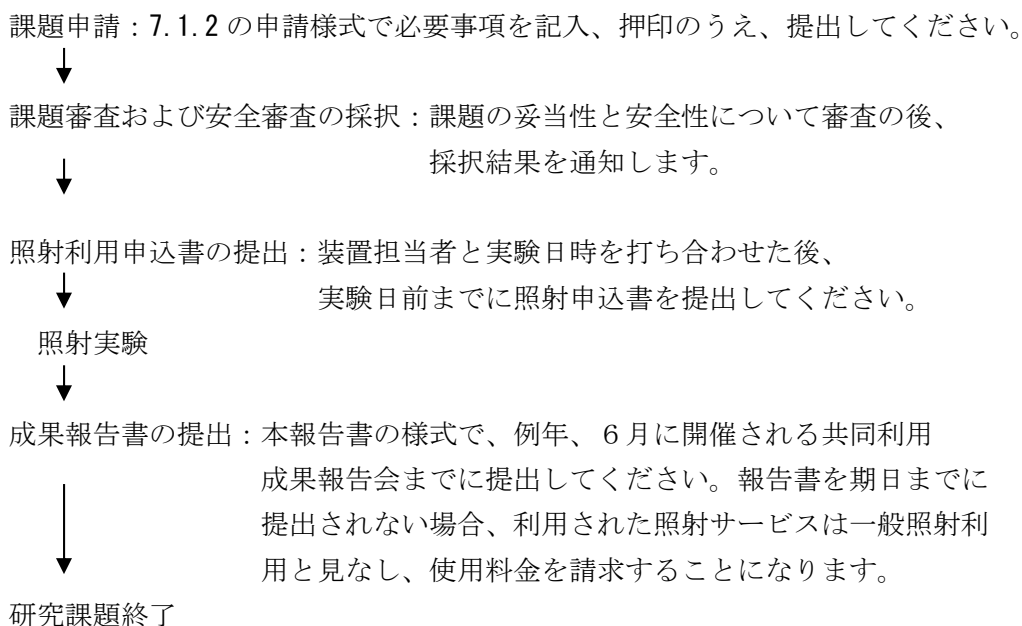 課題申請：7.1.2 の申請様式で必要事項を記入、押印のうえ、提出してください。
課題審査および安全審査の採択：課題の妥当性と安全性について審査の後、
採択結果を通知します。
照射利用申込書の提出：装置担当者と実験日時を打ち合わせた後、
実験日前までに照射申込書を提出してください。
照射実験
成果報告書の提出：本報告書の様式で、例年、６月に開催される共同利用
成果報告会までに提出してください。報告書を期日までに
提出されない場合、利用された照射サービスは一般照射利
用と見なし、使用料金を請求することになります。
研究課題終了